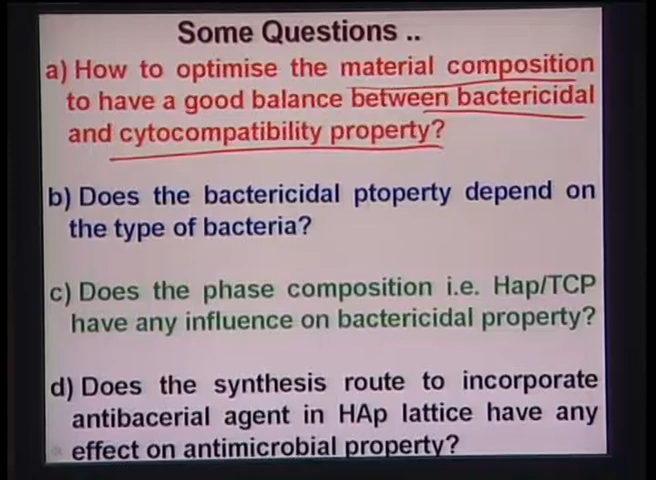 Some Questions ..
a) How to optimise the material composition
to have a good balance between bactericidal
and cytocompatibility property?
b) Does the bactericidal ptoperty depend on
the type of bacteria?
c) Does the phase composition i.e. Hap/TCP
have any influence on bactericidal property?
d) Does the synthesis route to incorporate
antibacerial agent in HAp lattice have any
effect on antimicrobial property?